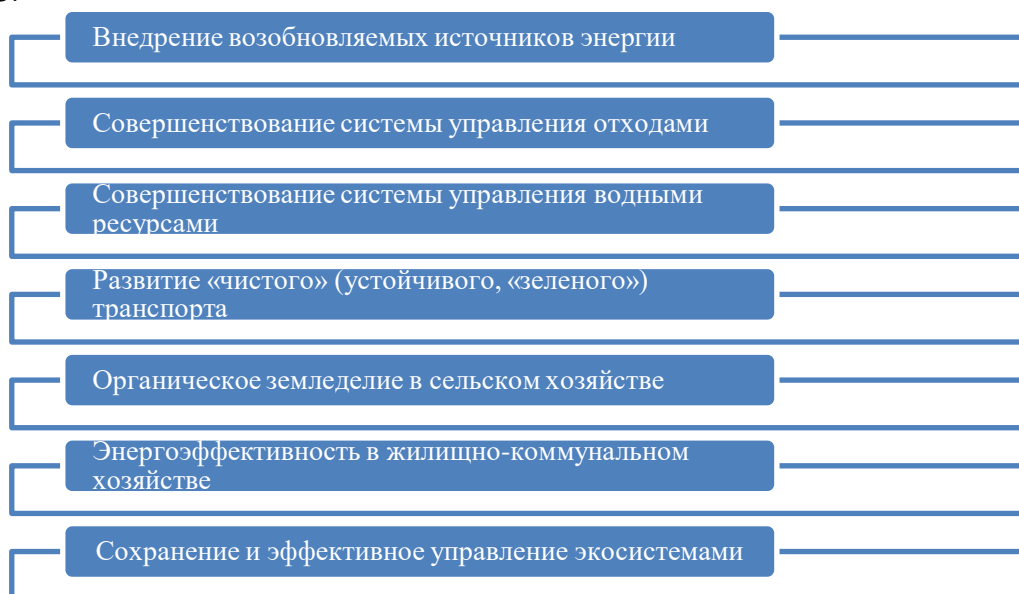 Внедрение возобновляемых источников энергии
Совершенствование системы управления отходами
Совершенствование системы управления водными
ресурсами
Развитие «чистого» (устойчивого, «зеленого»)
транспорта
Органическое земледелие в сельском хозяйстве
Энергоэффективность в жилищно-коммунальном
хозяйстве
Сохранение и эффективное управление экосистемами